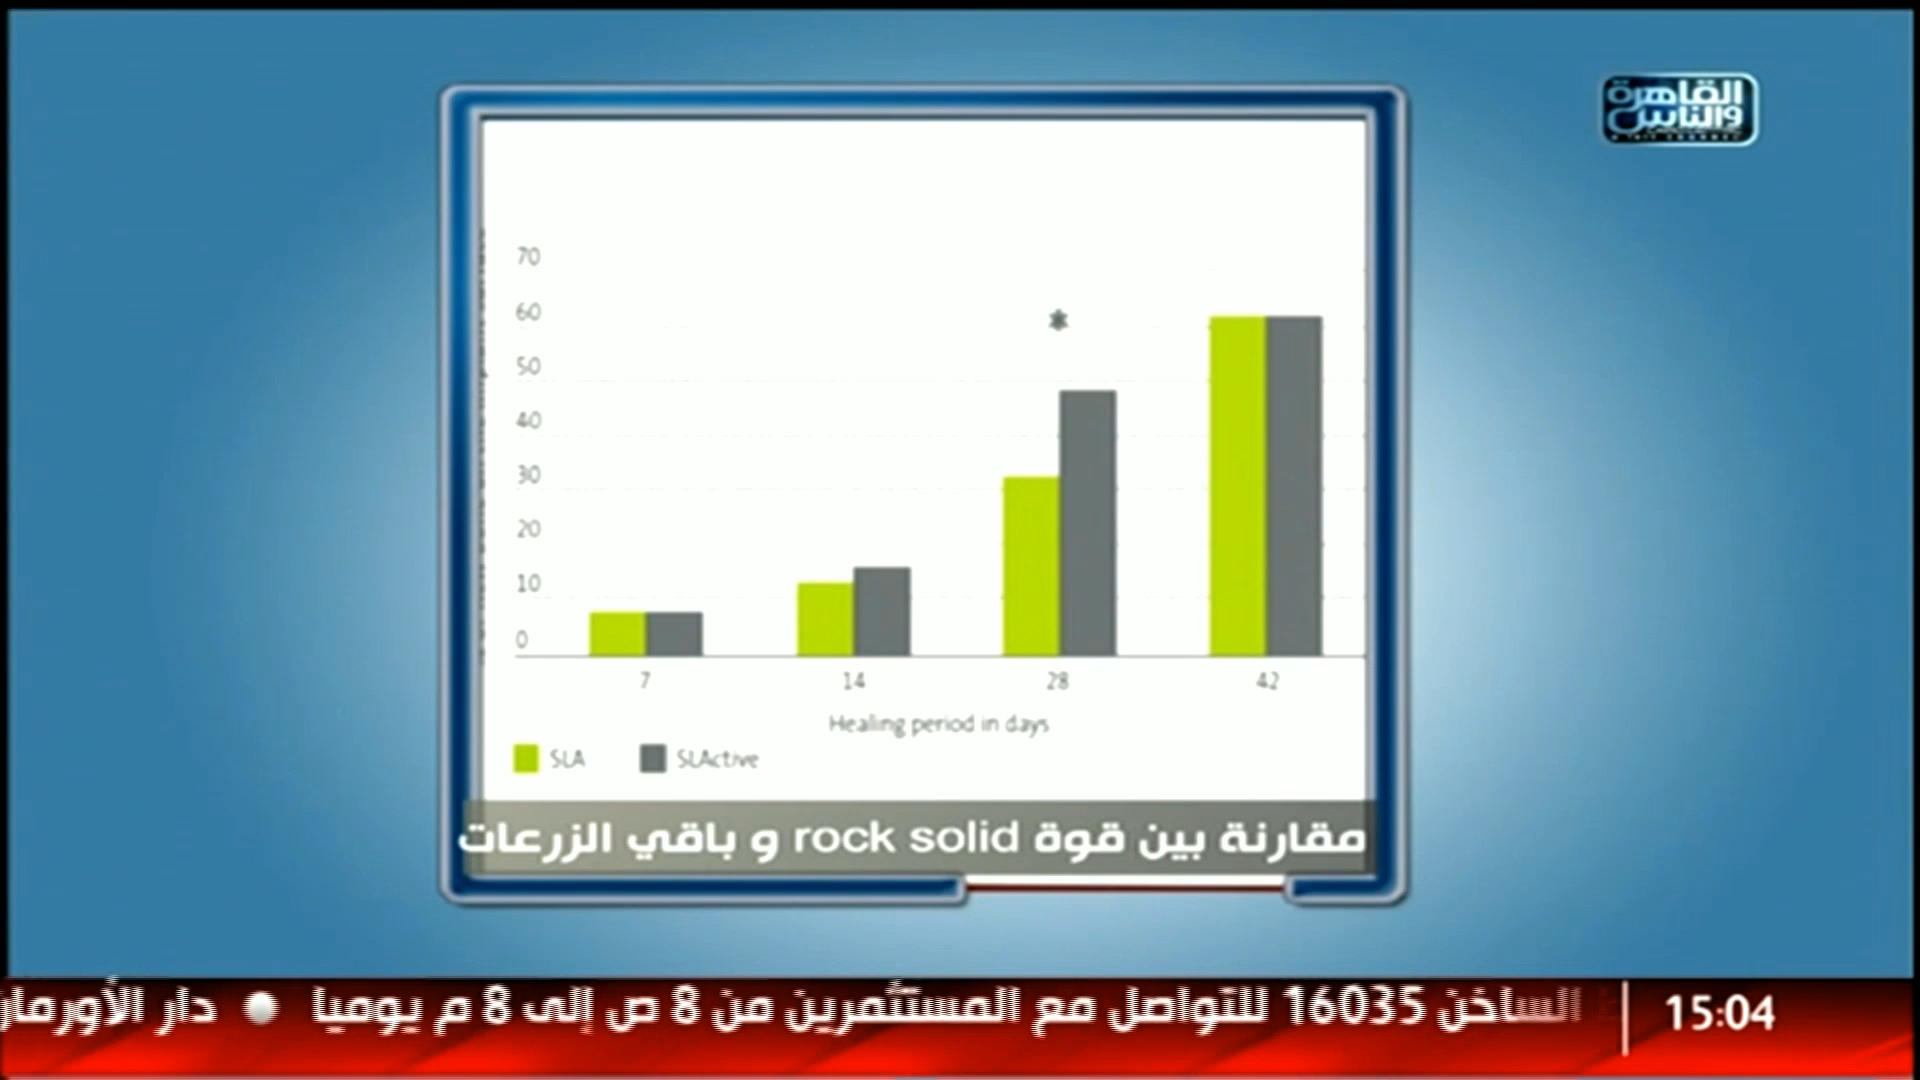 القاهرة
والناس
70
60
50
40
30
20
10
0
*
7 14 28 42
Healing period in days
SLA SLActive
مقارنة بين قوة rock solid و باقي الزرعات
الساخن 16035 للتواصل مع المستثمرين من 8 ص إلى 8 م يوميا ● دار الأورمان
15:04